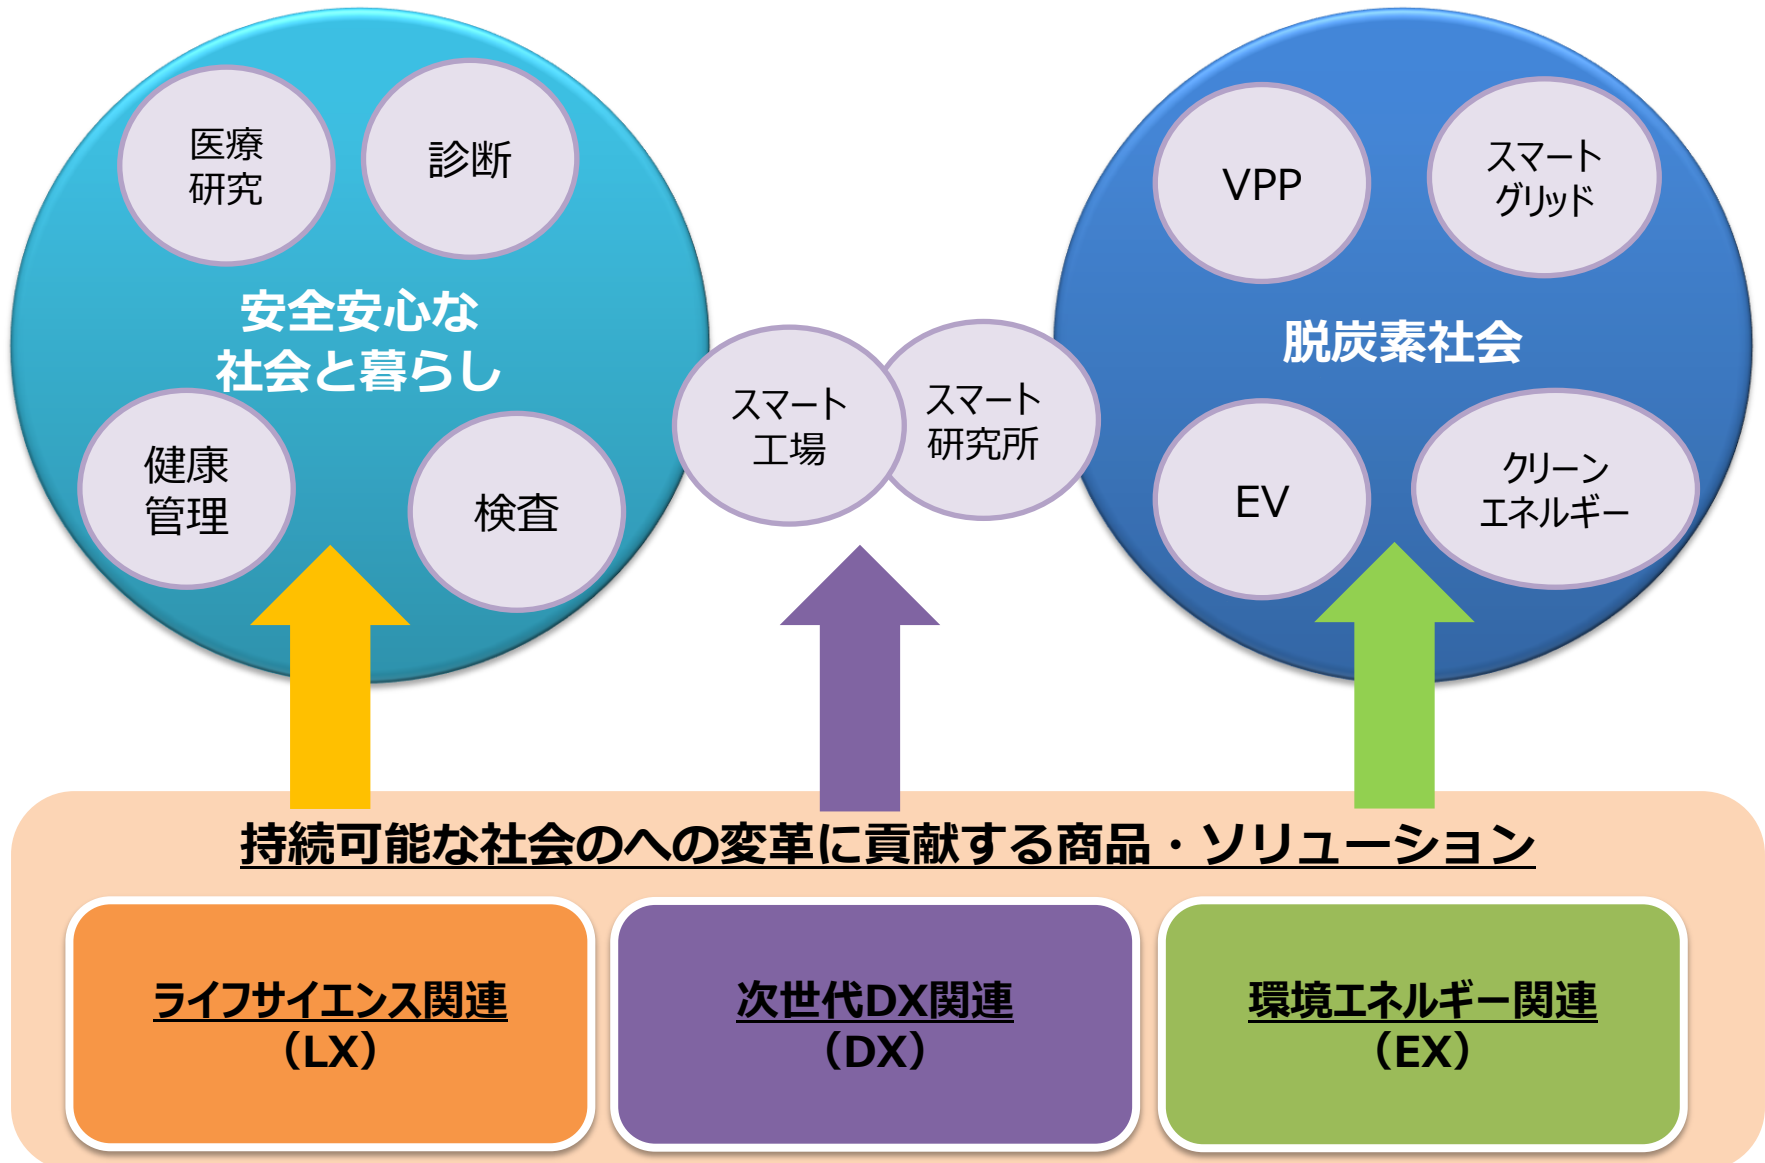 医療
研究
診断
安全安心な
社会と暮らし
健康
管理
検査
スマート
工場
スマート
研究所
VPP
スマート
グリッド
脱炭素社会
EV
クリーン
エネルギー
持続可能な社会のへの変革に貢献する商品・ソリューション
ライフサイエンス関連
（LX）
次世代DX関連
（DX）
環境エネルギー関連
（EX）